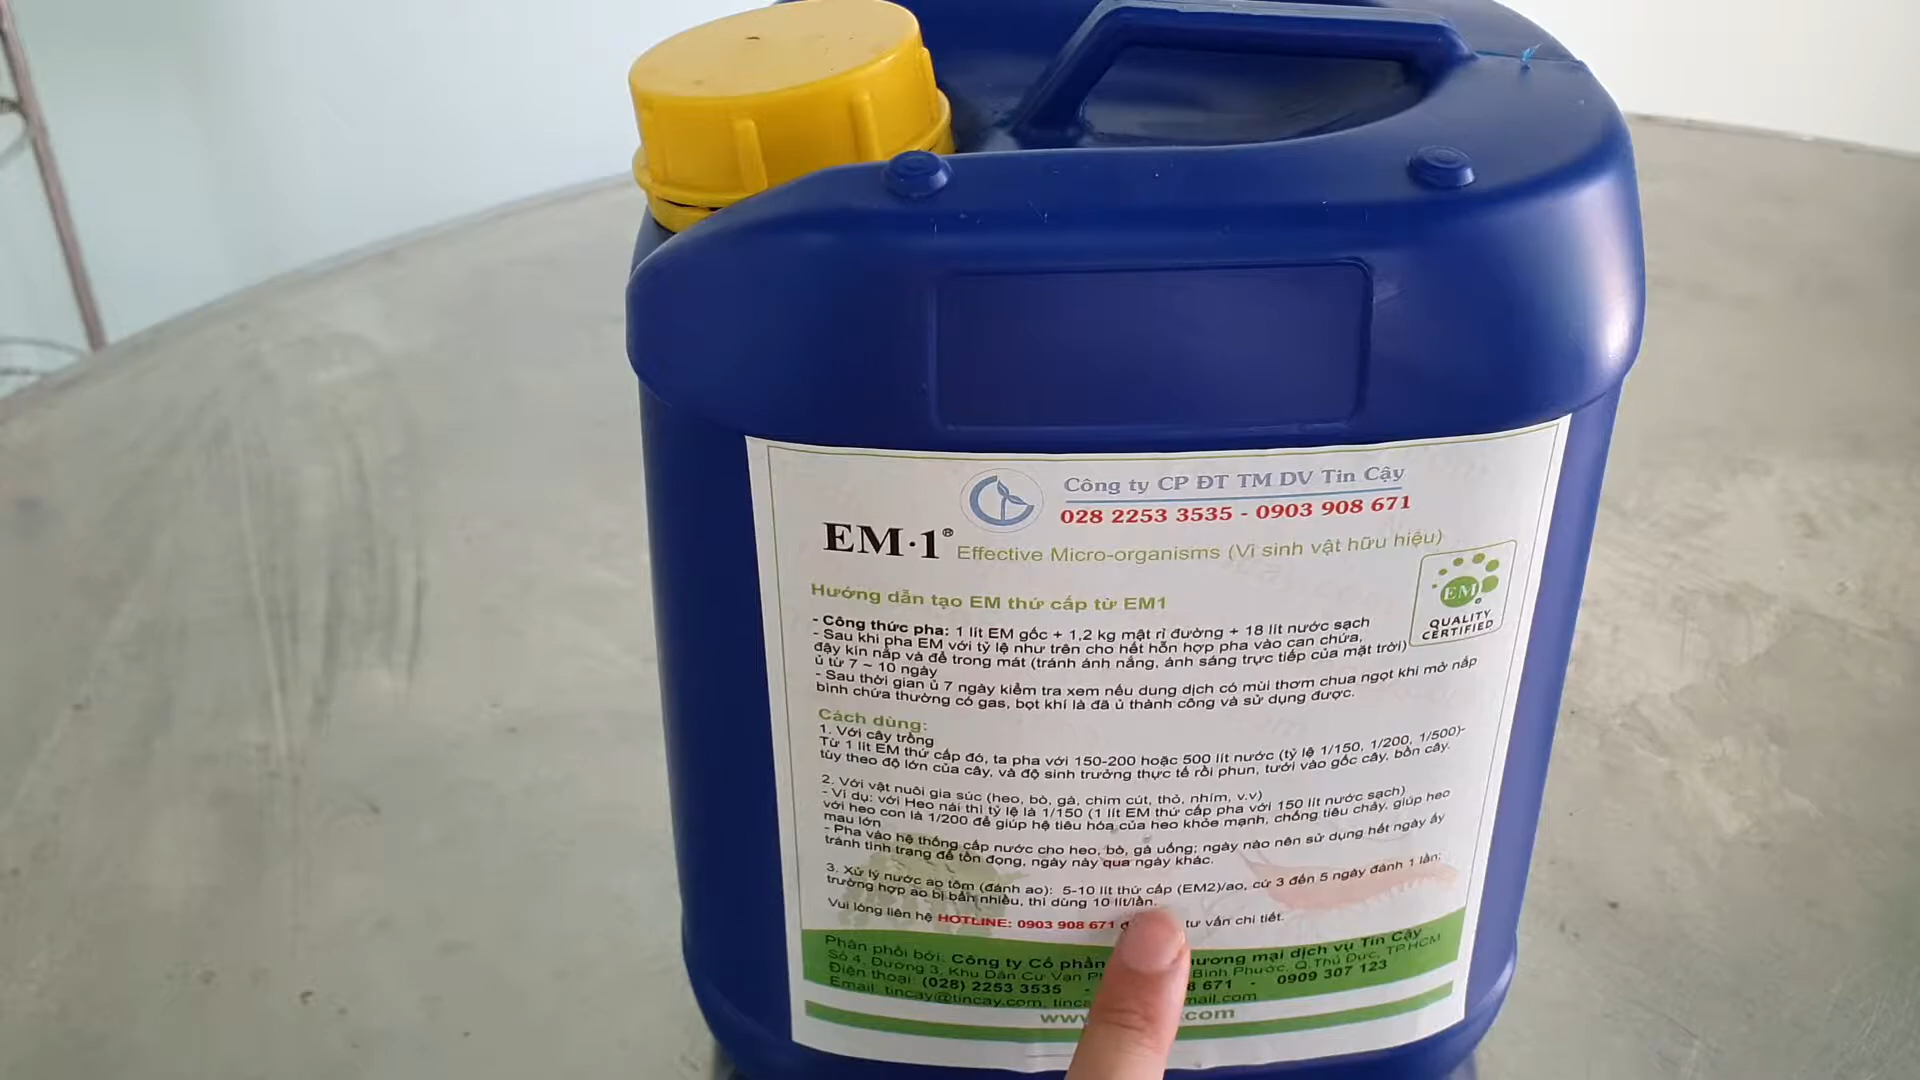 Công ty CP ĐT TM DV Tin Cậy
028 2253 3535 - 0903 908 671
EM·1® Effective Micro-organisms (Vi sinh vật hữu hiệu)
EM®
QUALITY
CERTIFIED
Hướng dẫn tạo EM thứ cấp từ EM1
- Công thức pha: 1 lít EM gốc + 1,2 kg mật rỉ đường + 18 lít nước sạch
- Sau khi pha EM với tỷ lệ như trên cho hết hỗn hợp pha vào can chứa,
đậy kín nắp và để trong mát (tránh ánh nắng, ánh sáng trực tiếp của mặt trời)
ủ từ 7 ~ 10 ngày
- Sau thời gian ủ 7 ngày kiểm tra xem nếu dung dịch có mùi thơm chua ngọt khi mở nắp
bình chứa thường có gas, bọt khí là đã ủ thành công và sử dụng được.
Cách dùng:
1. Với cây trồng
Từ 1 lít EM thứ cấp đó, ta pha với 150-200 hoặc 500 lít nước (tỷ lệ 1/150, 1/200, 1/500)-
tùy theo độ lớn của cây, và độ sinh trưởng thực tế rồi phun, tưới vào gốc cây, bồn cây.
2. Với vật nuôi gia súc (heo, bò, gà, chim cút, thỏ, nhím, v.v)
- Ví dụ: với Heo nái thì tỷ lệ là 1/150 (1 lít EM thứ cấp pha với 150 lít nước sạch)
với heo con là 1/200 để giúp hệ tiêu hóa của heo khỏe mạnh, chống tiêu chảy, giúp heo
mau lớn
- Pha vào hệ thống cấp nước cho heo, bò, gà uống; ngày nào nên sử dụng hết ngày ấy
tránh tình trạng để tồn đọng, ngày này qua ngày khác.
3. Xử lý nước ao tôm (đánh ao): 5-10 lít thứ cấp (EM2)/ao, cứ 3 đến 5 ngày đánh 1 lần;
trường hợp ao bị bẩn nhiều, thì dùng 10 lít/lần.
Vui lòng liên hệ HOTLINE: 0903 908 671 tư vấn chi tiết.
Phân phối bởi: Công ty Cổ phần thương mại dịch vụ Tin Cậy
Số 4, Đường 3, Khu Dân Cư Vạn Bình Phước, Q.Thủ Đức, TP.HCM
Điện thoại: (028) 2253 3535 - 671 - 0909 307 123
Email: tincay@tincay.com, mail.com
.com